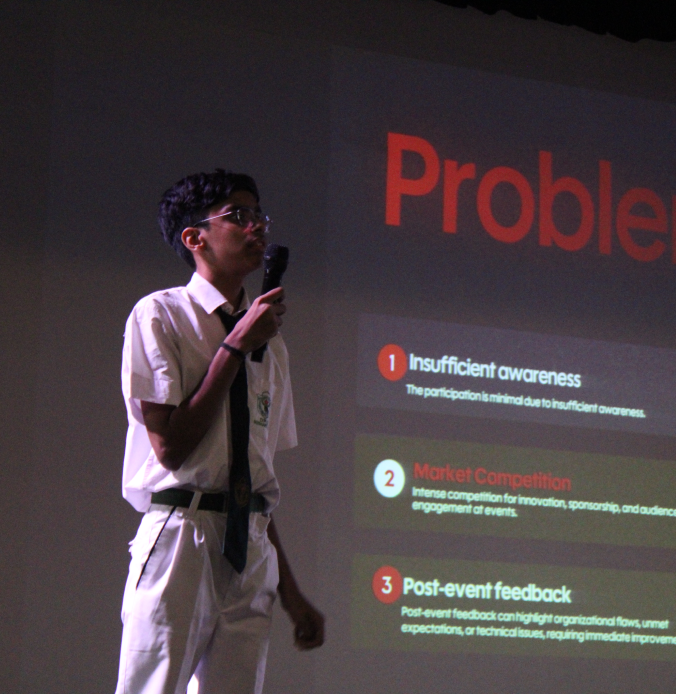 Proble
1 Insufficient awareness
The participation is minimal due to insufficient awareness.
2 Market Competition
Intense competition for innovation, sponsorship, and audience
engagement at events.
3 Post-event feedback
Post-event feedback can highlight organizational flaws, unmet
expectations, or technical issues, requiring immediate improveme